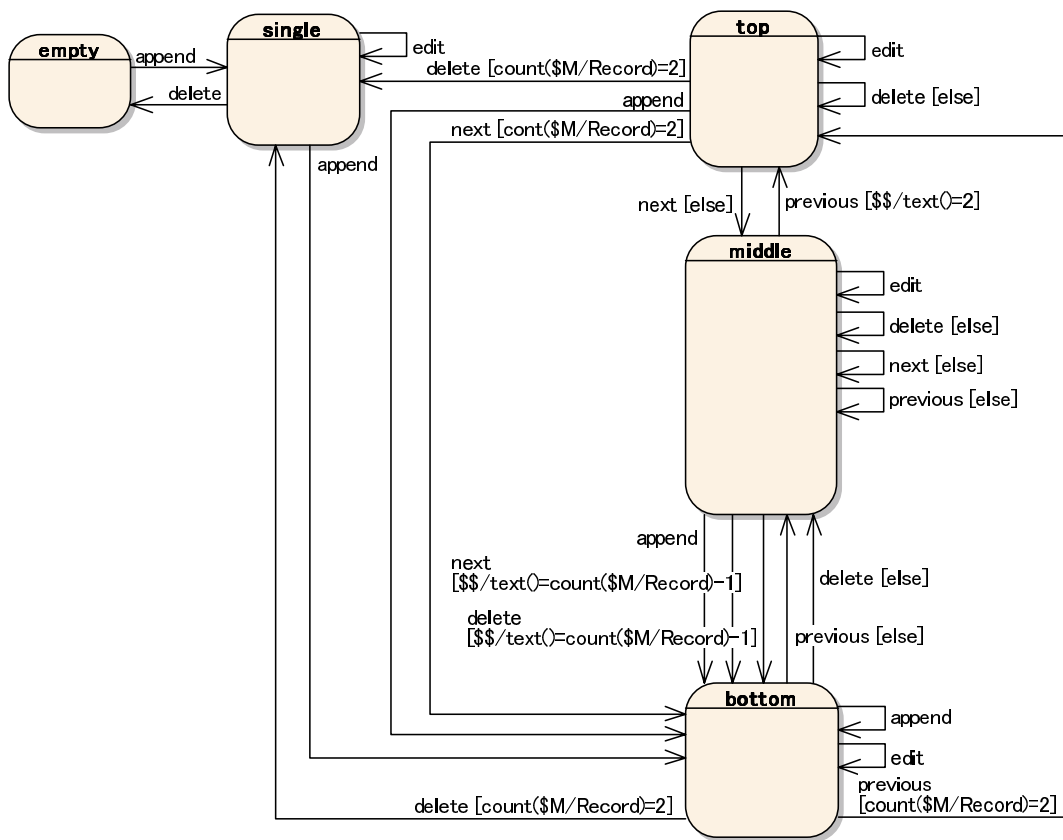 empty
append
delete
single
edit
append
top
edit
delete [else]
delete [count($M/Record)=2]
append
next [cont($M/Record)=2]
next [else]
previous [$$/text()=2]
middle
edit
delete [else]
next [else]
previous [else]
append
next
[$$/text()=count($M/Record)-1]
delete
[$$/text()=count($M/Record)-1]
delete [else]
previous [else]
bottom
append
edit
previous
[count($M/Record)=2]
delete [count($M/Record)=2]